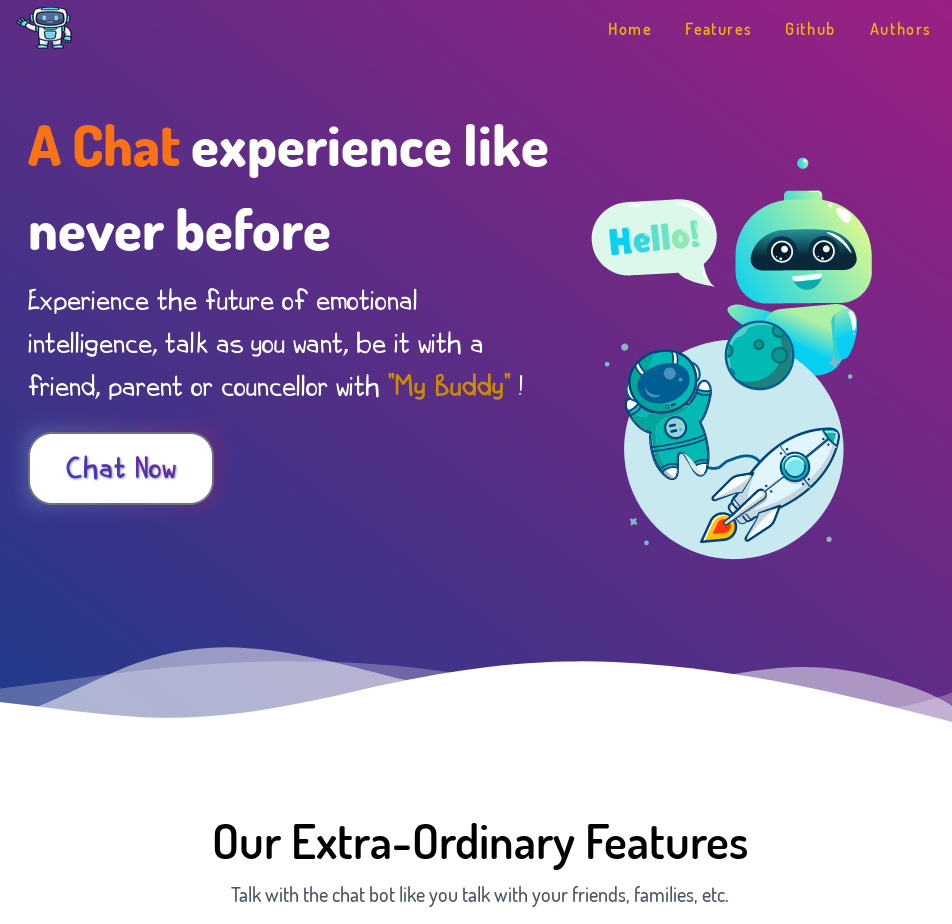 Home Features Github Authors
A Chat experience like
never before
Hello!
Experience the future of emotional
intelligence, talk as you want, be it with a
friend, parent or councellor with "My Buddy" !
Chat Now
Our Extra-Ordinary Features
Talk with the chat bot like you talk with your friends, families, etc.